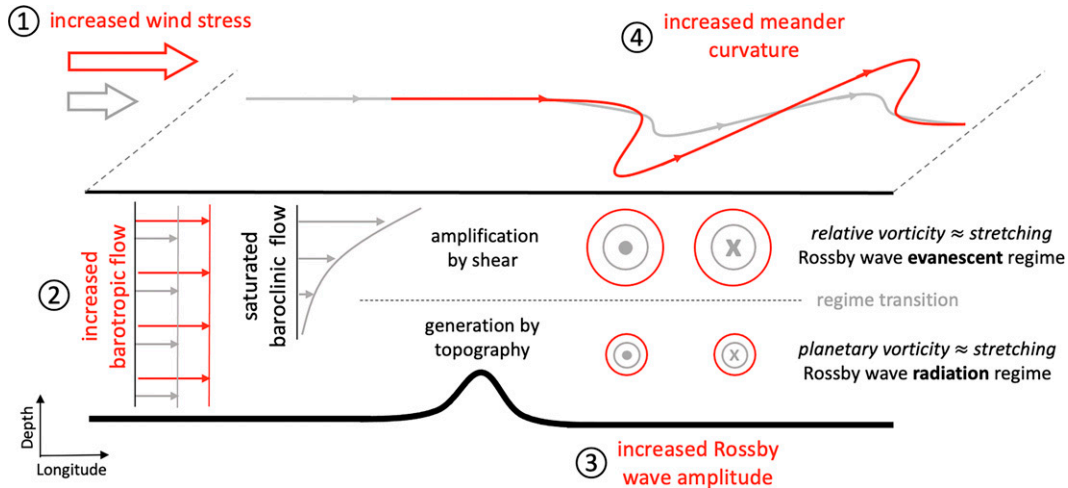 ① increased wind stress
④ increased meander
curvature
② increased
barotropic flow
saturated
baroclinic flow
amplification
by shear
x
relative vorticity ≈ stretching
Rossby wave evanescent regime
regime transition
generation by
topography
x
planetary vorticity ≈ stretching
Rossby wave radiation regime
Depth
Longitude
③ increased Rossby
wave amplitude